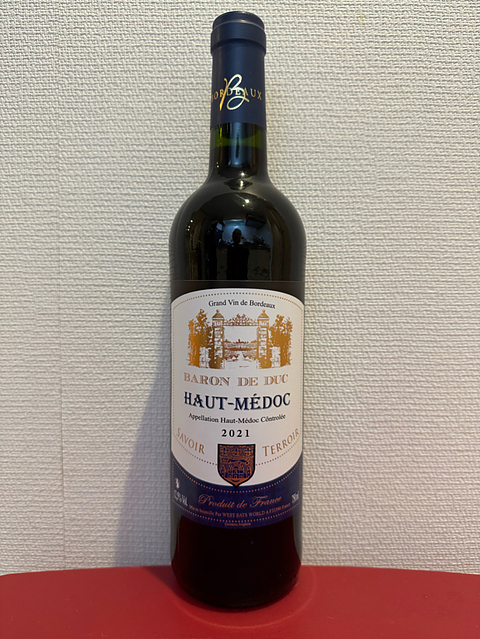 BORDEAUX
B
Grand Vin de Bordeaux
BARON DE DUC
HAUT-MÉDOC
Appellation Haut-Médoc Côntrolée
2021
SAVOIR TERROIR
Produit de France